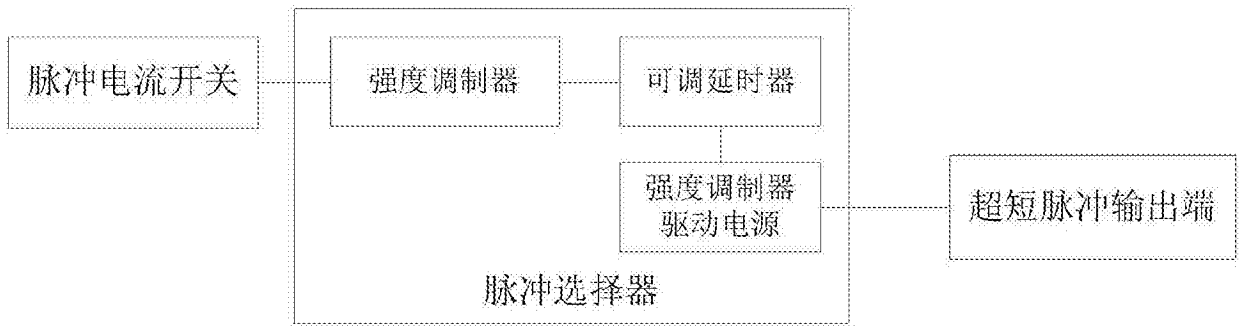 脉冲电流开关
强度调制器
可调延时器
强度调制器
驱动电源
超短脉冲输出端
脉冲选择器